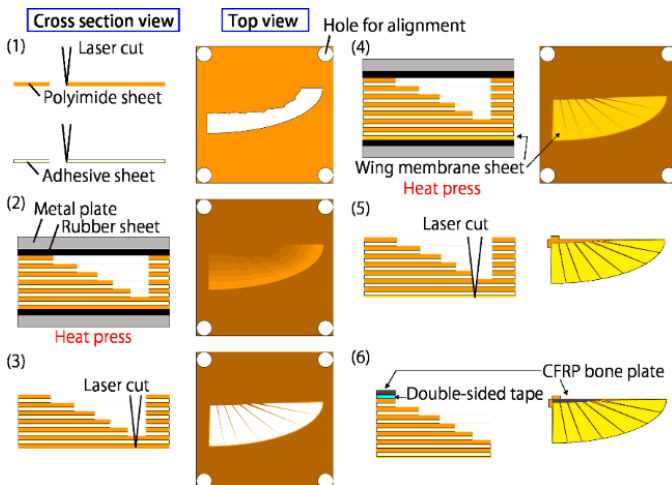 Cross section view
Top view
Hole for alignment
(1)
Laser cut
Polyimide sheet
Adhesive sheet
(2)
Metal plate
Rubber sheet
Heat press
(3)
Laser cut
(4)
Wing membrane sheet
Heat press
(5)
Laser cut
(6)
CFRP bone plate
Double-sided tape